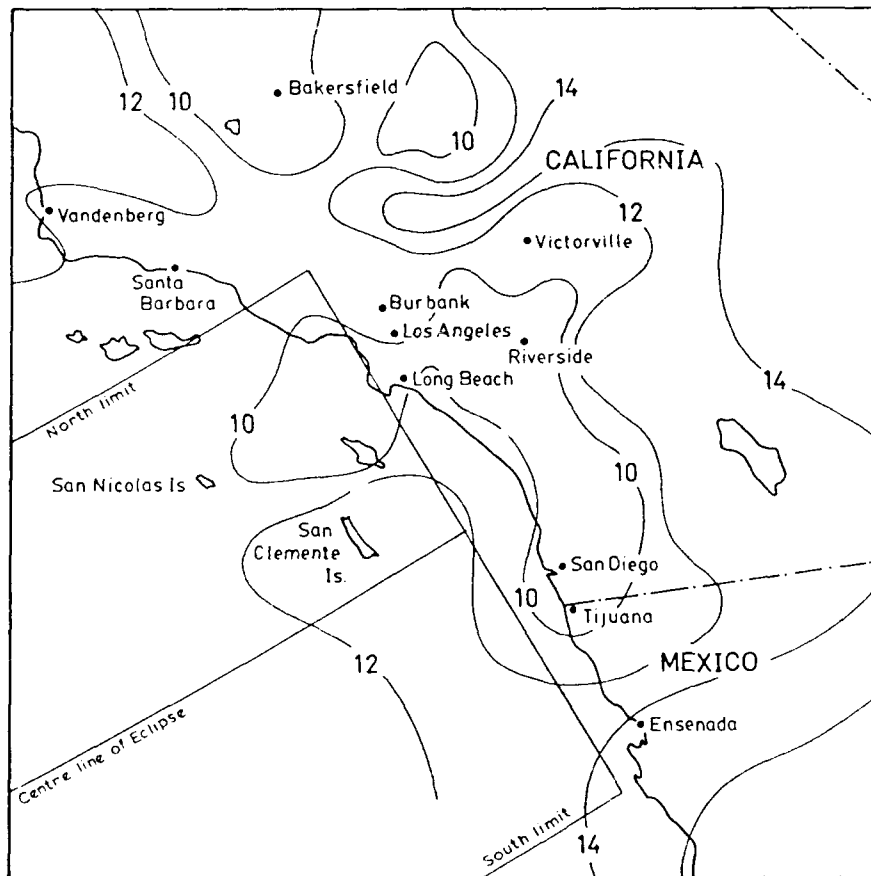 14
Bakersfield
12
10
10
CALIFORNIA
Vandenberg
12
Victorville
Santa
Barbara
Burbank
Los Angeles
Riverside
Long Beach
14
North limit
10
10
San Nicolas Is
San
Clemente
Is.
San Diego
10
Tijuana
12
MEXICO
Ensenada
Centre line of Eclipse
South limit
14